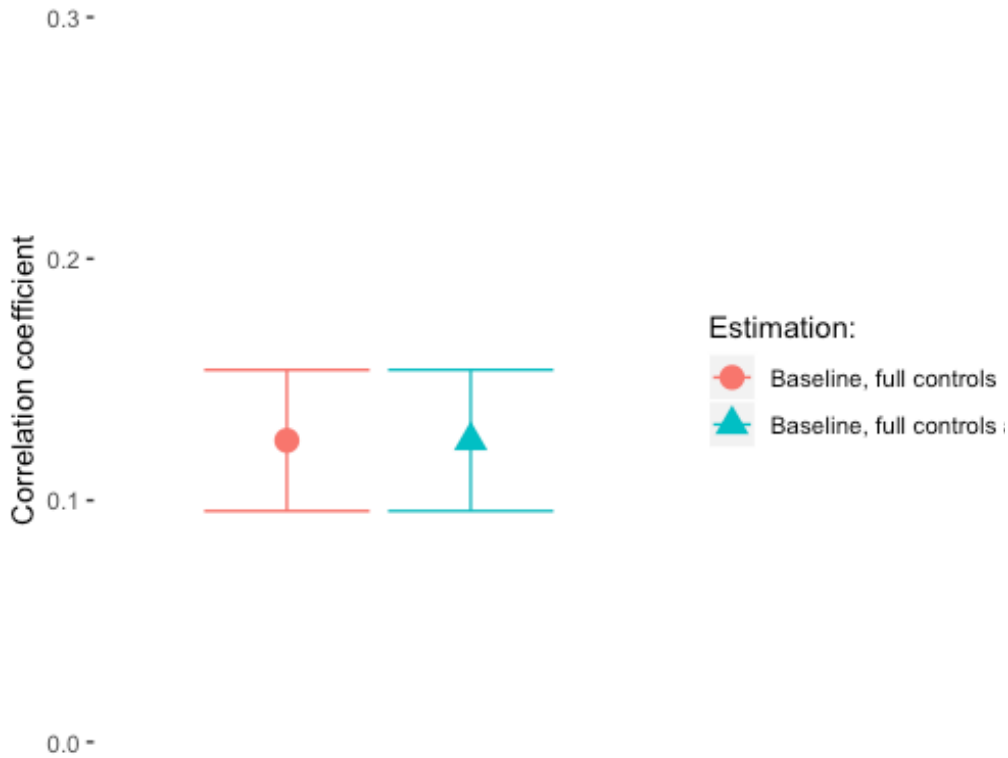 0.3
0.2
0.1
0.0
Correlation coefficient
Estimation:
Baseline, full controls
Baseline, full controls